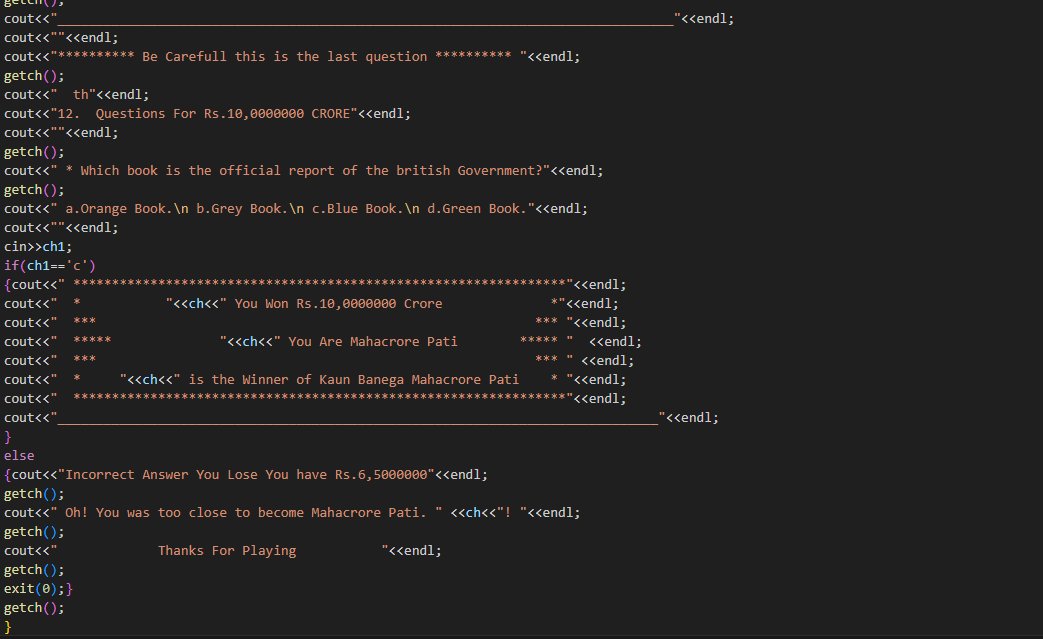 getch();
cout<<"________________________________________________________________________________"<<endl;
cout<<""<<endl;
cout<<"********** Be Carefull this is the last question ********** "<<endl;
getch();
cout<<"  th"<<endl;
cout<<"12.  Questions For Rs.10,0000000 CRORE"<<endl;
cout<<""<<endl;
getch();
cout<<" * Which book is the official report of the british Government?"<<endl;
getch();
cout<<" a.Orange Book.\n b.Grey Book.\n c.Blue Book.\n d.Green Book."<<endl;
cout<<""<<endl;
cin>>ch1;
if(ch1=='c')
{cout<<" ****************************************************************"<<endl;
cout<<"  *           "<<ch<<" You Won Rs.10,0000000 Crore              *"<<endl;
cout<<"  ***                                                         *** "<<endl;
cout<<"  *****              "<<ch<<" You Are Mahacrore Pati        ***** "  <<endl;
cout<<"  ***                                                         *** " <<endl;
cout<<"  *     "<<ch<<" is the Winner of Kaun Banega Mahacrore Pati    * "<<endl;
cout<<"  ****************************************************************"<<endl;
cout<<"______________________________________________________________________________"<<endl;
}
else
{cout<<"Incorrect Answer You Lose You have Rs.6,5000000"<<endl;
getch();
cout<<" Oh! You was too close to become Mahacrore Pati. " <<ch<<"! "<<endl;
getch();
cout<<"             Thanks For Playing           "<<endl;
getch();
exit(0);}
getch();
}